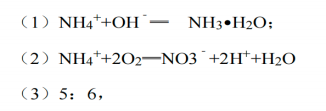 （1）NH₄⁺+OH⁻═ NH₃•H₂O；
（2）NH₄⁺+2O₂═NO3⁻+2H⁺+H₂O
（3）5：6，